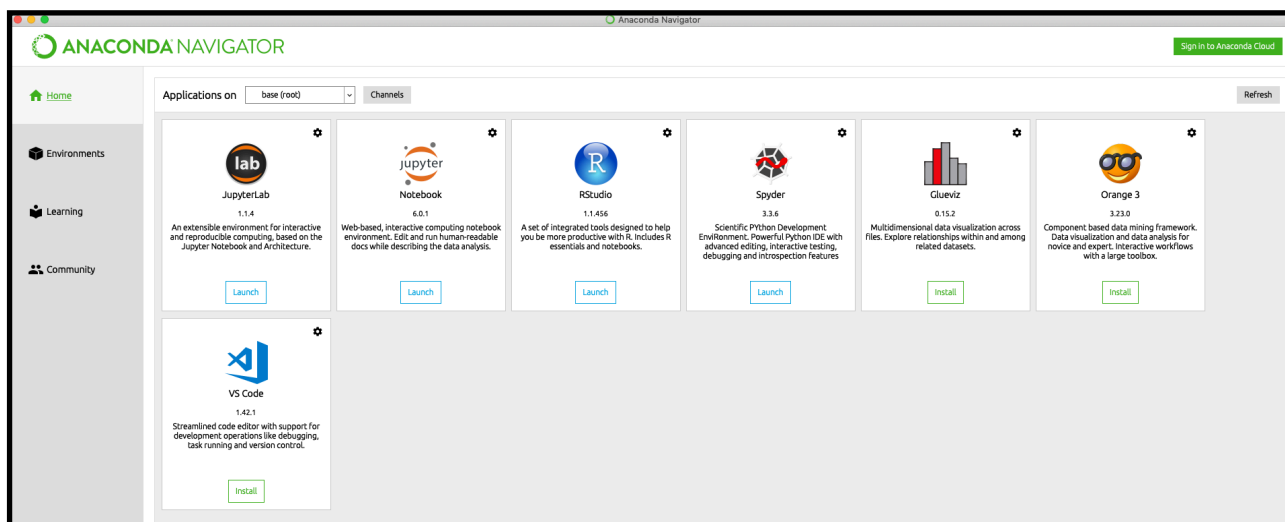 Anaconda Navigator
ANACONDA NAVIGATOR
Sign in to Anaconda Cloud
Home
Environments
Learning
Community
Applications on
base (root)
Channels
Refresh
lab
JupyterLab
1.1.4
An extensible environment for interactive
and reproducible computing, based on the
Jupyter Notebook and Architecture.
Launch
jupyter
Notebook
6.0.1
Web-based, interactive computing notebook
environment. Edit and run human-readable
docs while describing the data analysis.
Launch
R
RStudio
1.1.456
A set of integrated tools designed to help
you be more productive with R. Includes R
essentials and notebooks.
Launch
Spyder
3.3.6
Scientific PYthon Development
EnviRonment. Powerful Python IDE with
advanced editing, interactive testing,
debugging and introspection features
Launch
Glueviz
0.15.2
Multidimensional data visualization across
files. Explore relationships within and among
related datasets.
Install
Orange 3
3.23.0
Component based data mining framework.
Data visualization and data analysis for
novice and expert. Interactive workflows
with a large toolbox.
Install
VS Code
1.42.1
Streamlined code editor with support for
development operations like debugging,
task running and version control.
Install